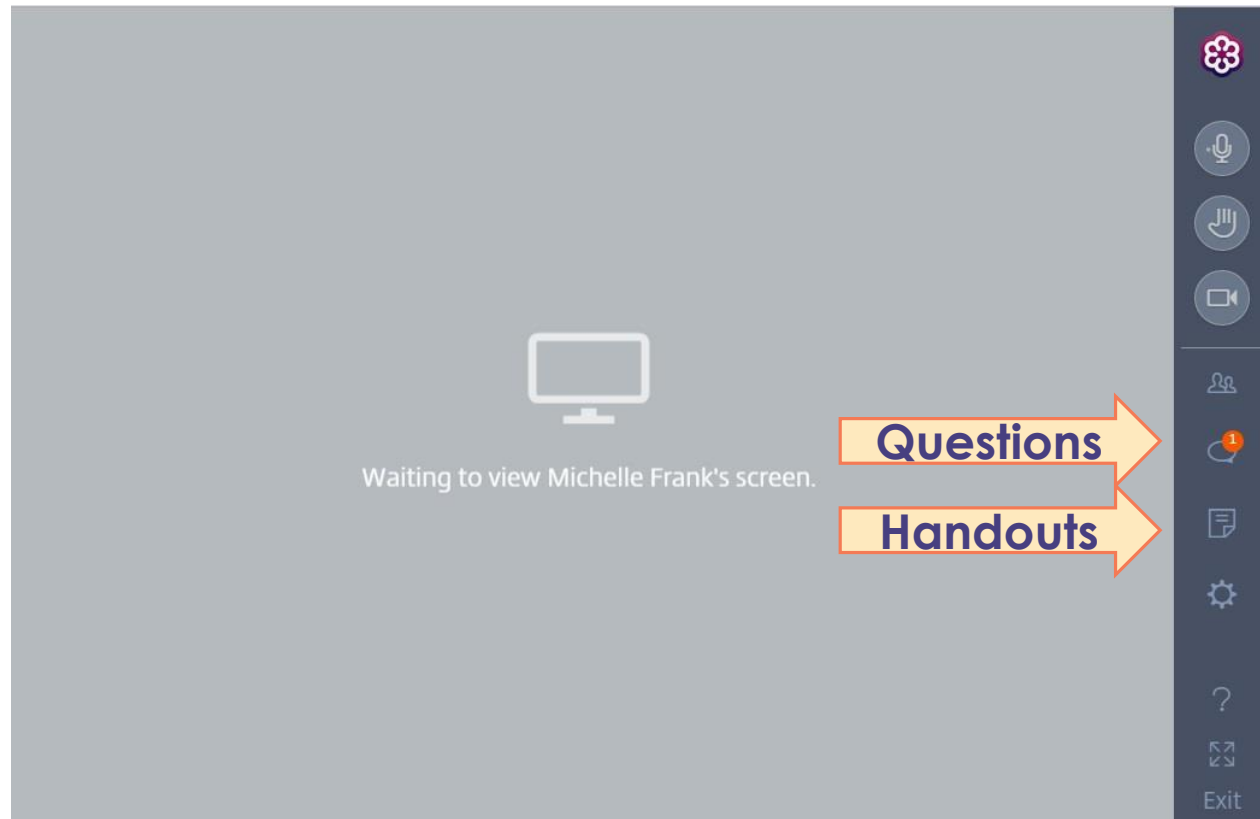 1
Questions
Waiting to view Michelle Frank's screen.
Handouts
?
Exit